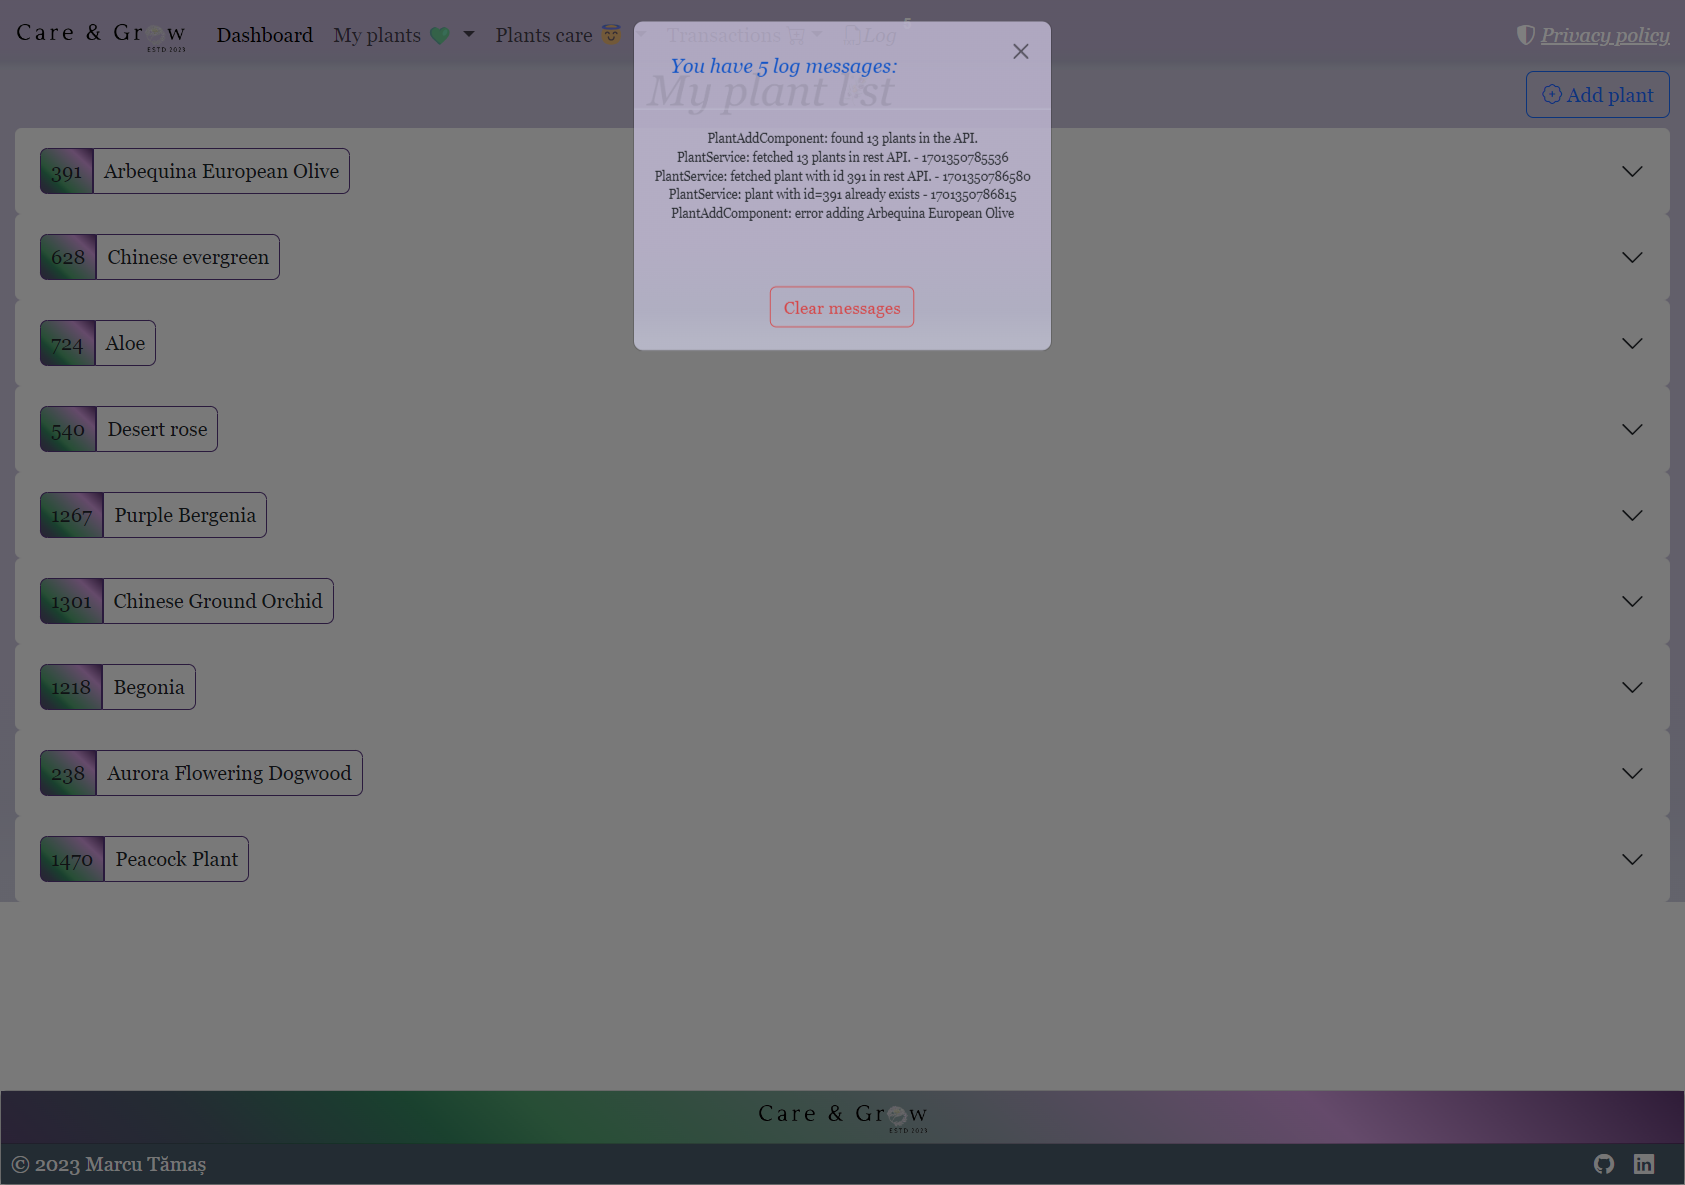 Care & Grow
ESTD 2023
Dashboard
My plants 💚
Plants care 😇
Transactions
Log
5
Privacy policy
My plant list
Add plant
You have 5 log messages:
PlantAddComponent: found 13 plants in the API.
PlantService: fetched 13 plants in rest API. - 1701350785536
PlantService: fetched plant with id 391 in rest API. - 1701350786580
PlantService: plant with id=391 already exists - 1701350786815
PlantAddComponent: error adding Arbequina European Olive
Clear messages
391 Arbequina European Olive
628 Chinese evergreen
724 Aloe
540 Desert rose
1267 Purple Bergenia
1301 Chinese Ground Orchid
1218 Begonia
238 Aurora Flowering Dogwood
1470 Peacock Plant
Care & Grow
ESTD 2023
© 2023 Marcu Tămaș